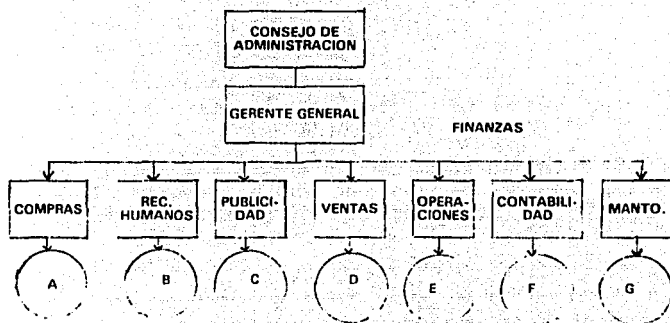 CONSEJO DE
ADMINISTRACION
GERENTE GENERAL
FINANZAS
COMPRAS
REC.
HUMANOS
PUBLICI-
DAD
VENTAS
OPERA-
CIONES
CONTABILI-
DAD
MANTO.
A
B
C
D
E
F
G